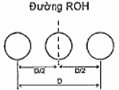 Đường ROH
D/2
D/2
D